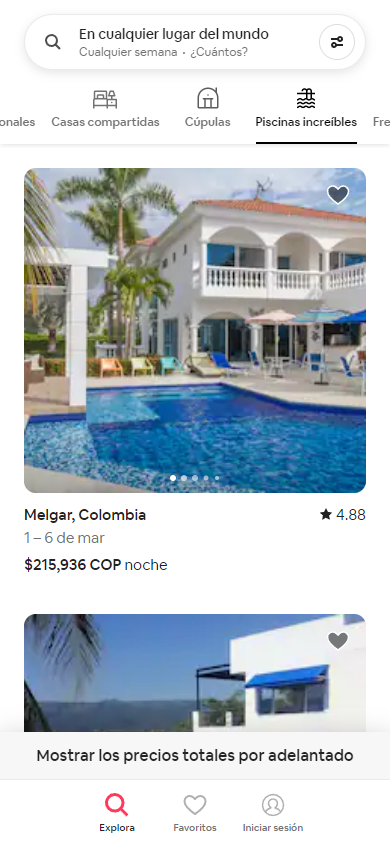 En cualquier lugar del mundo
Cualquier semana · ¿Cuántos?
onales
Casas compartidas
Cúpulas
Piscinas increíbles
Fre
Melgar, Colombia
4.88
1 – 6 de mar
$215,936 COP noche
Mostrar los precios totales por adelantado
Explora
Favoritos
Iniciar sesión